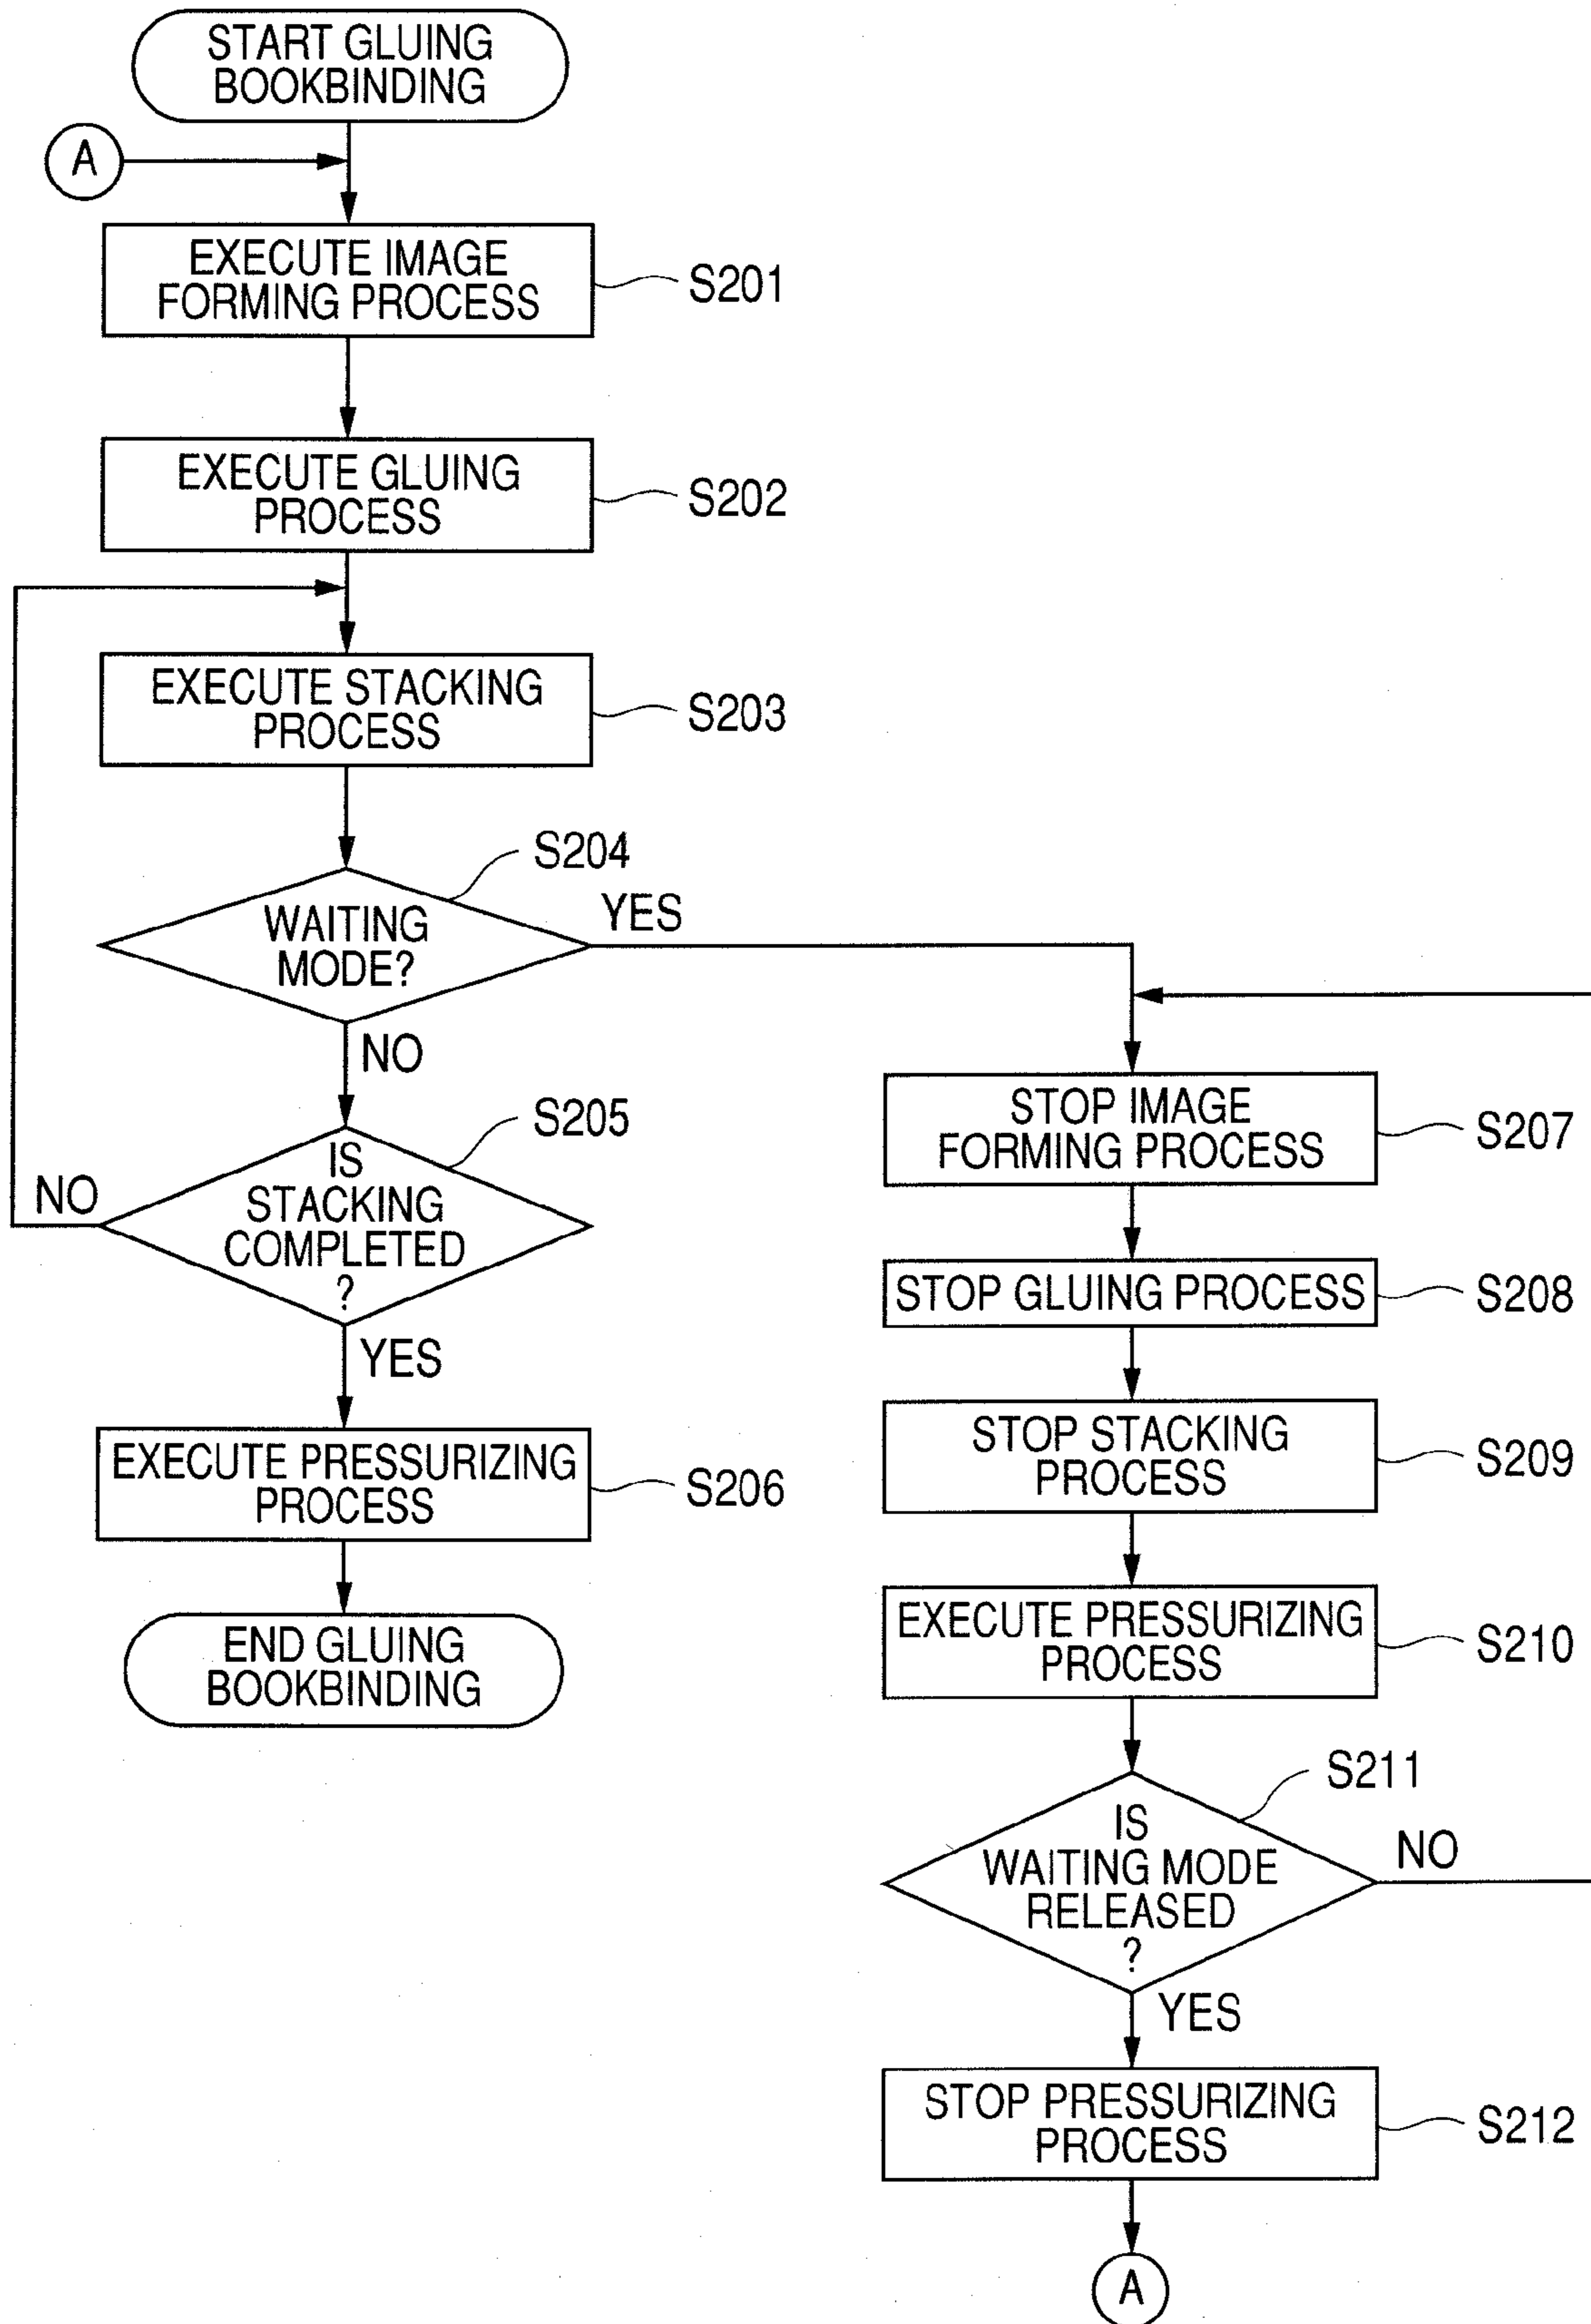 START GLUING
BOOKBINDING
A
EXECUTE IMAGE
FORMING PROCESS
S201
EXECUTE GLUING
PROCESS
S202
EXECUTE STACKING
PROCESS
S203
S204
WAITING
MODE?
YES
NO
S205
IS
STACKING
COMPLETED
?
NO
YES
EXECUTE PRESSURIZING
PROCESS
S206
END GLUING
BOOKBINDING
STOP IMAGE
FORMING PROCESS
S207
STOP GLUING PROCESS
S208
STOP STACKING
PROCESS
S209
EXECUTE PRESSURIZING
PROCESS
S210
S211
IS
WAITING MODE
RELEASED
?
NO
YES
STOP PRESSURIZING
PROCESS
S212
A